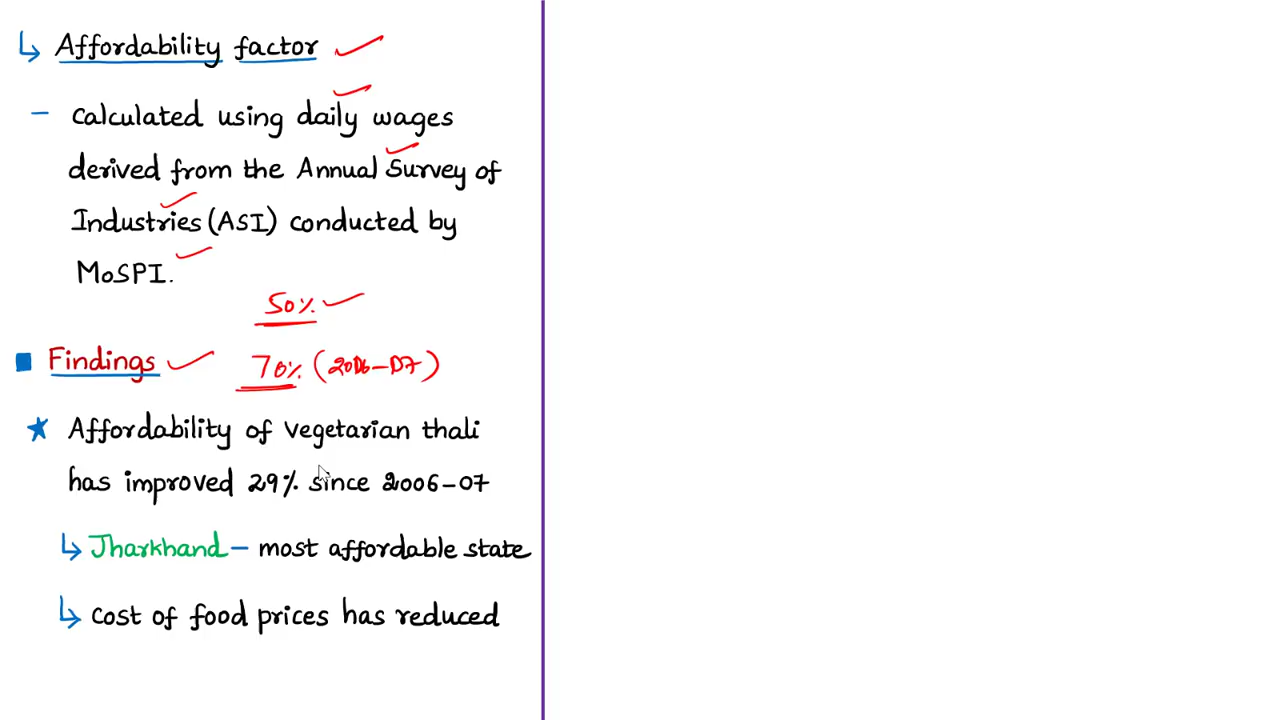 ↳ Affordability factor
- Calculated using daily wages
derived from the Annual Survey of
Industries (ASI) conducted by
MoSPI.
50%
Findings 70% (2006-07)
★ Affordability of vegetarian thali
has improved 29% since 2006-07
↳ Jharkhand - most affordable state
↳ cost of food prices has reduced